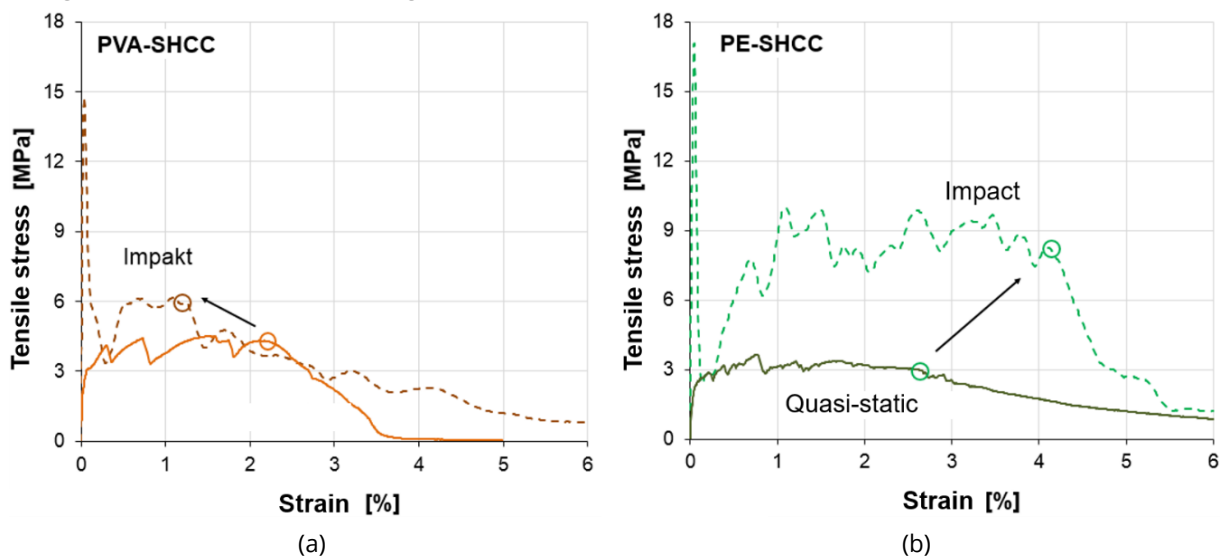 PVA-SHCC
Impakt
Tensile stress [MPa]
18
15
12
9
6
3
0
0 1 2 3 4 5 6
Strain [%]
(a)
PE-SHCC
Impact
Quasi-static
Tensile stress [MPa]
18
15
12
9
6
3
0
0 1 2 3 4 5 6
Strain [%]
(b)